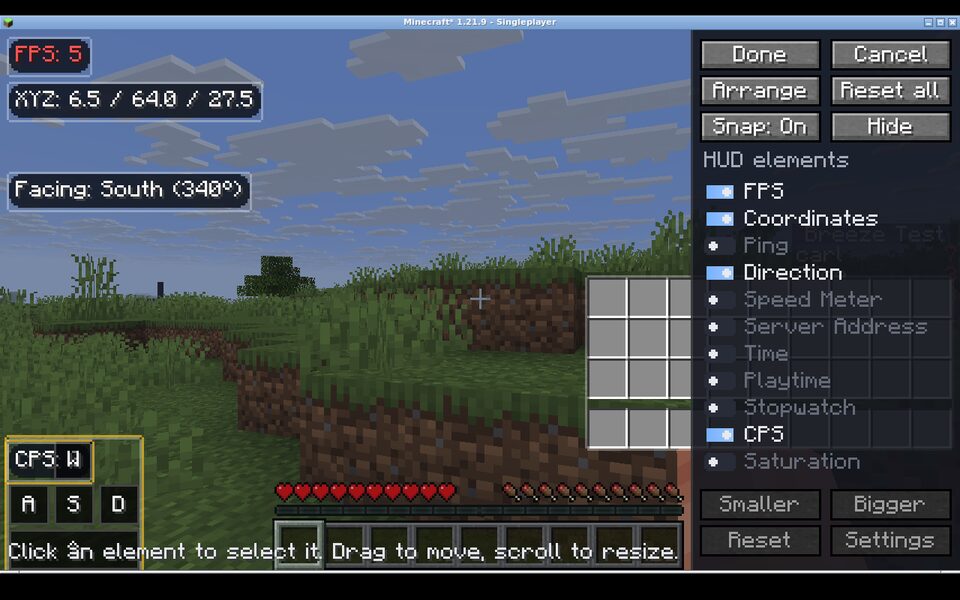 Minecraft* 1.21.9 - Singleplayer
FPS: 5
XYZ: 6.5 / 64.0 / 27.5
Facing: South (340°)
Done
Cancel
Arrange
Reset all
Snap: On
Hide
HUD elements
FPS
Coordinates
Ping
Direction
Speed Meter
Server Address
Time
Playtime
Stopwatch
CPS
Saturation
Smaller
Bigger
Reset
Settings
CPS: W
A S D
Click an element to select it. Drag to move, scroll to resize.